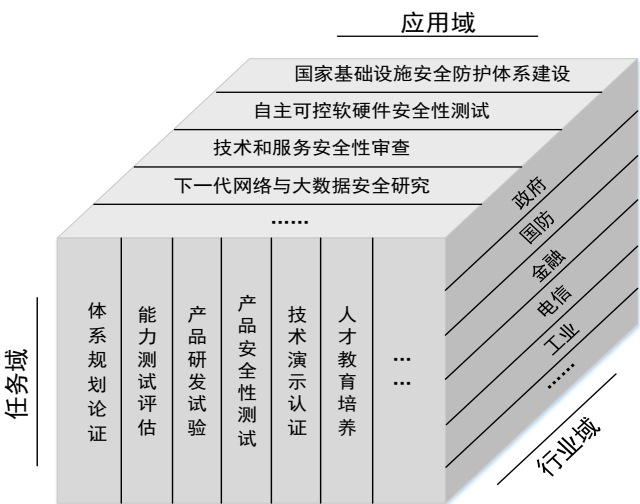 应用域
国家基础设施安全防护体系建设
自主可控软硬件安全性测试
技术和服务安全性审查
下一代网络与大数据安全研究
……
政府
国防
金融
电信
工业
……
行业域
任务域
体系规划论证
能力测试评估
产品研发试验
产品安全性测试
技术演示认证
人才教育培养
……